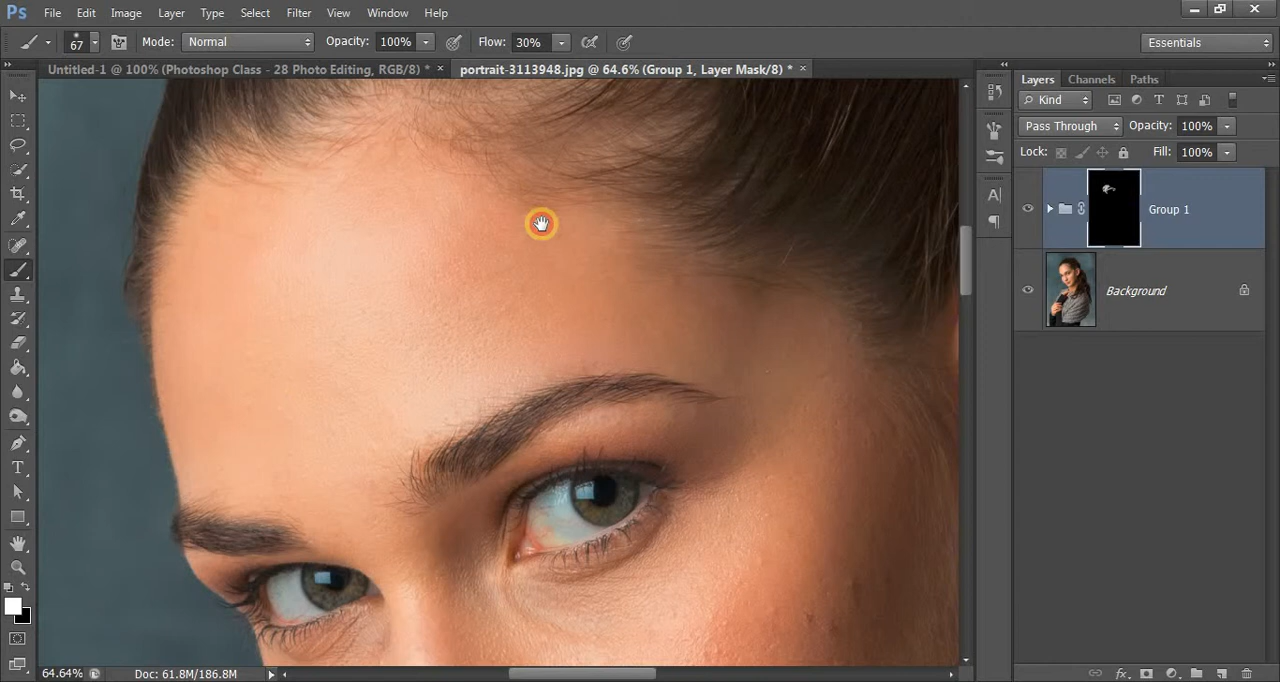 Ps File Edit Image Layer Type Select Filter View Window Help
67 Mode: Normal Opacity: 100% Flow: 30% Essentials
Untitled-1 @ 100% (Photoshop Class - 28 Photo Editing, RGB/8) * × portrait-3113948.jpg @ 64.6% (Group 1, Layer Mask/8) * ×
Layers Channels Paths
Kind T
Pass Through Opacity: 100%
Lock: Fill: 100%
A
Group 1
Background
T
64.64% Doc: 61.8M/186.8M
fx